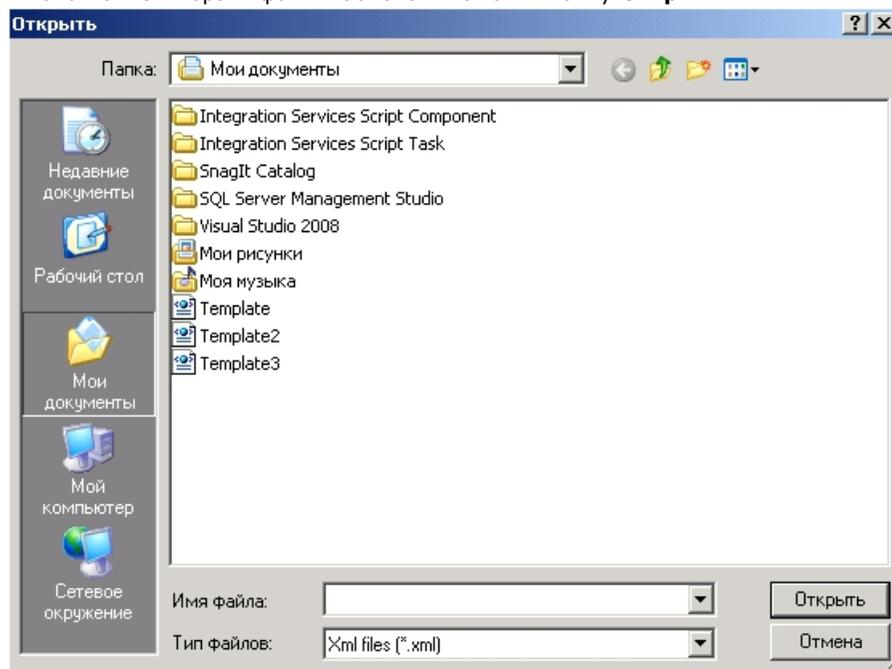 Открыть
Папка:
Мои документы
Недавние
документы
Рабочий стол
Мои
документы
Мой
компьютер
Сетевое
окружение
Integration Services Script Component
Integration Services Script Task
SnagIt Catalog
SQL Server Management Studio
Visual Studio 2008
Мои рисунки
Моя музыка
Template
Template2
Template3
Имя файла:
Открыть
Тип файлов:
Xml files (*.xml)
Отмена